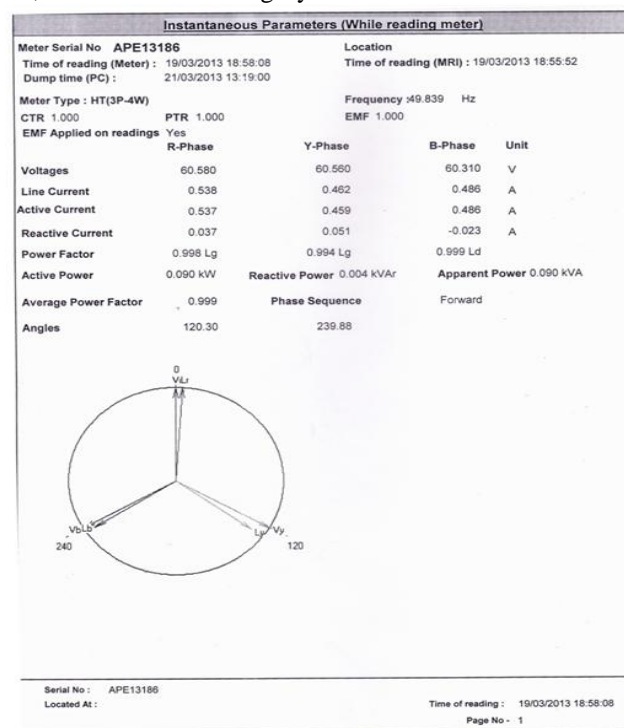 Instantaneous Parameters (While reading meter)
Meter Serial No APE13186 Location
Time of reading (Meter) : 19/03/2013 18:58:08 Time of reading (MRI) : 19/03/2013 18:55:52
Dump time (PC) : 21/03/2013 13:19:00
Meter Type : HT(3P-4W) Frequency :49.839 Hz
CTR 1.000 PTR 1.000 EMF 1.000
EMF Applied on readings Yes
R-Phase Y-Phase B-Phase Unit
Voltages 60.580 60.560 60.310 V
Line Current 0.538 0.462 0.486 A
Active Current 0.537 0.459 0.486 A
Reactive Current 0.037 0.051 -0.023 A
Power Factor 0.998 Lg 0.994 Lg 0.999 Ld
Active Power 0.090 kW Reactive Power 0.004 kVAr Apparent Power 0.090 kVA
Average Power Factor 0.999 Phase Sequence Forward
Angles 120.30 239.88
0
Vb Lb Ly Vy
240 120
Serial No : APE13186
Located At : Time of reading : 19/03/2013 18:58:08
Page No - 1